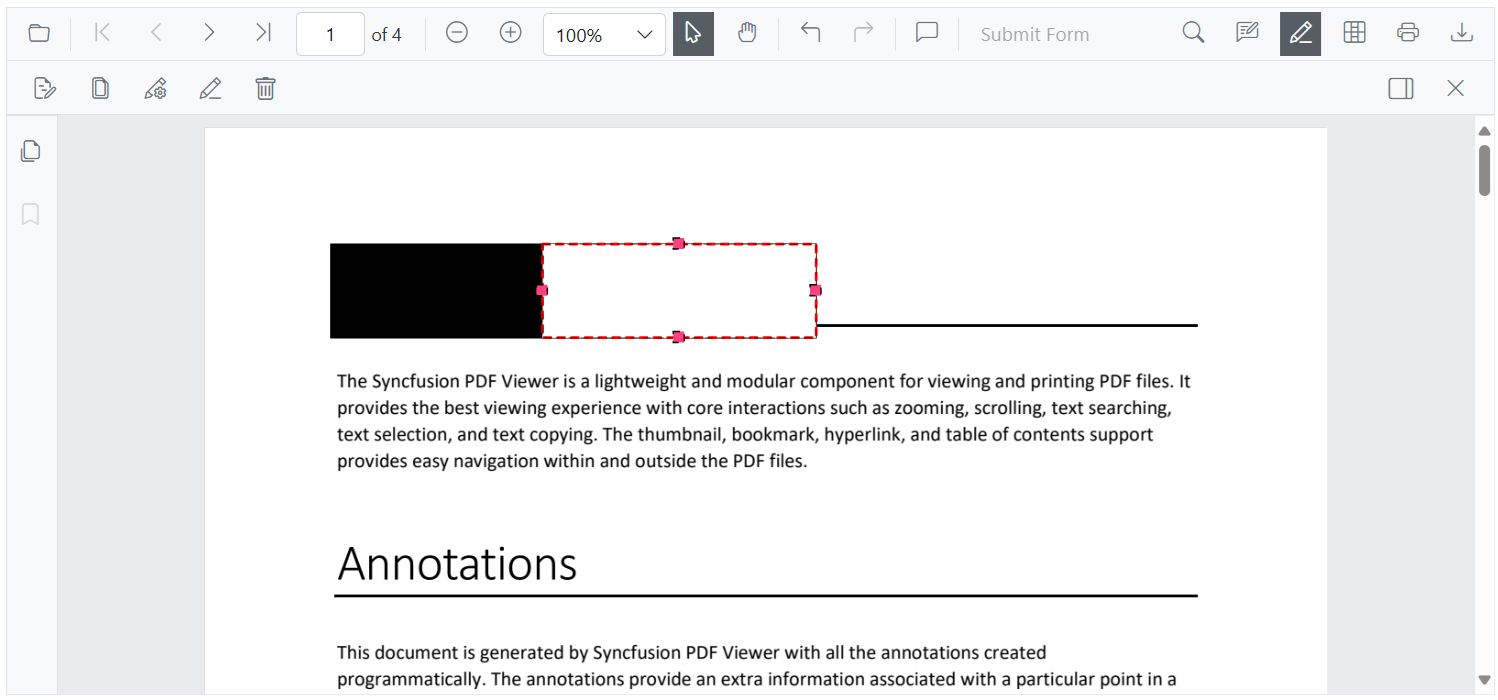 1 of 4 100% Submit Form
The Syncfusion PDF Viewer is a lightweight and modular component for viewing and printing PDF files. It
provides the best viewing experience with core interactions such as zooming, scrolling, text searching,
text selection, and text copying. The thumbnail, bookmark, hyperlink, and table of contents support
provides easy navigation within and outside the PDF files.
Annotations
This document is generated by Syncfusion PDF Viewer with all the annotations created
programmatically. The annotations provide an extra information associated with a particular point in a